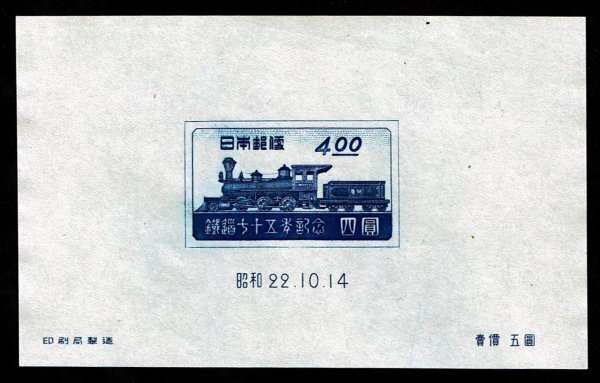 日本郵便 4.00
鐵道七十五年記念 四圓
昭和 22.10.14
印刷局製造
賣價 五圓